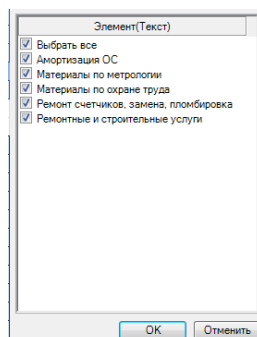 Элемент(Текст)
Выбрать все
Амортизация ОС
Материалы по метрологии
Материалы по охране труда
Ремонт счетчиков, замена, пломбировка
Ремонтные и строительные услуги
OK
Отменить